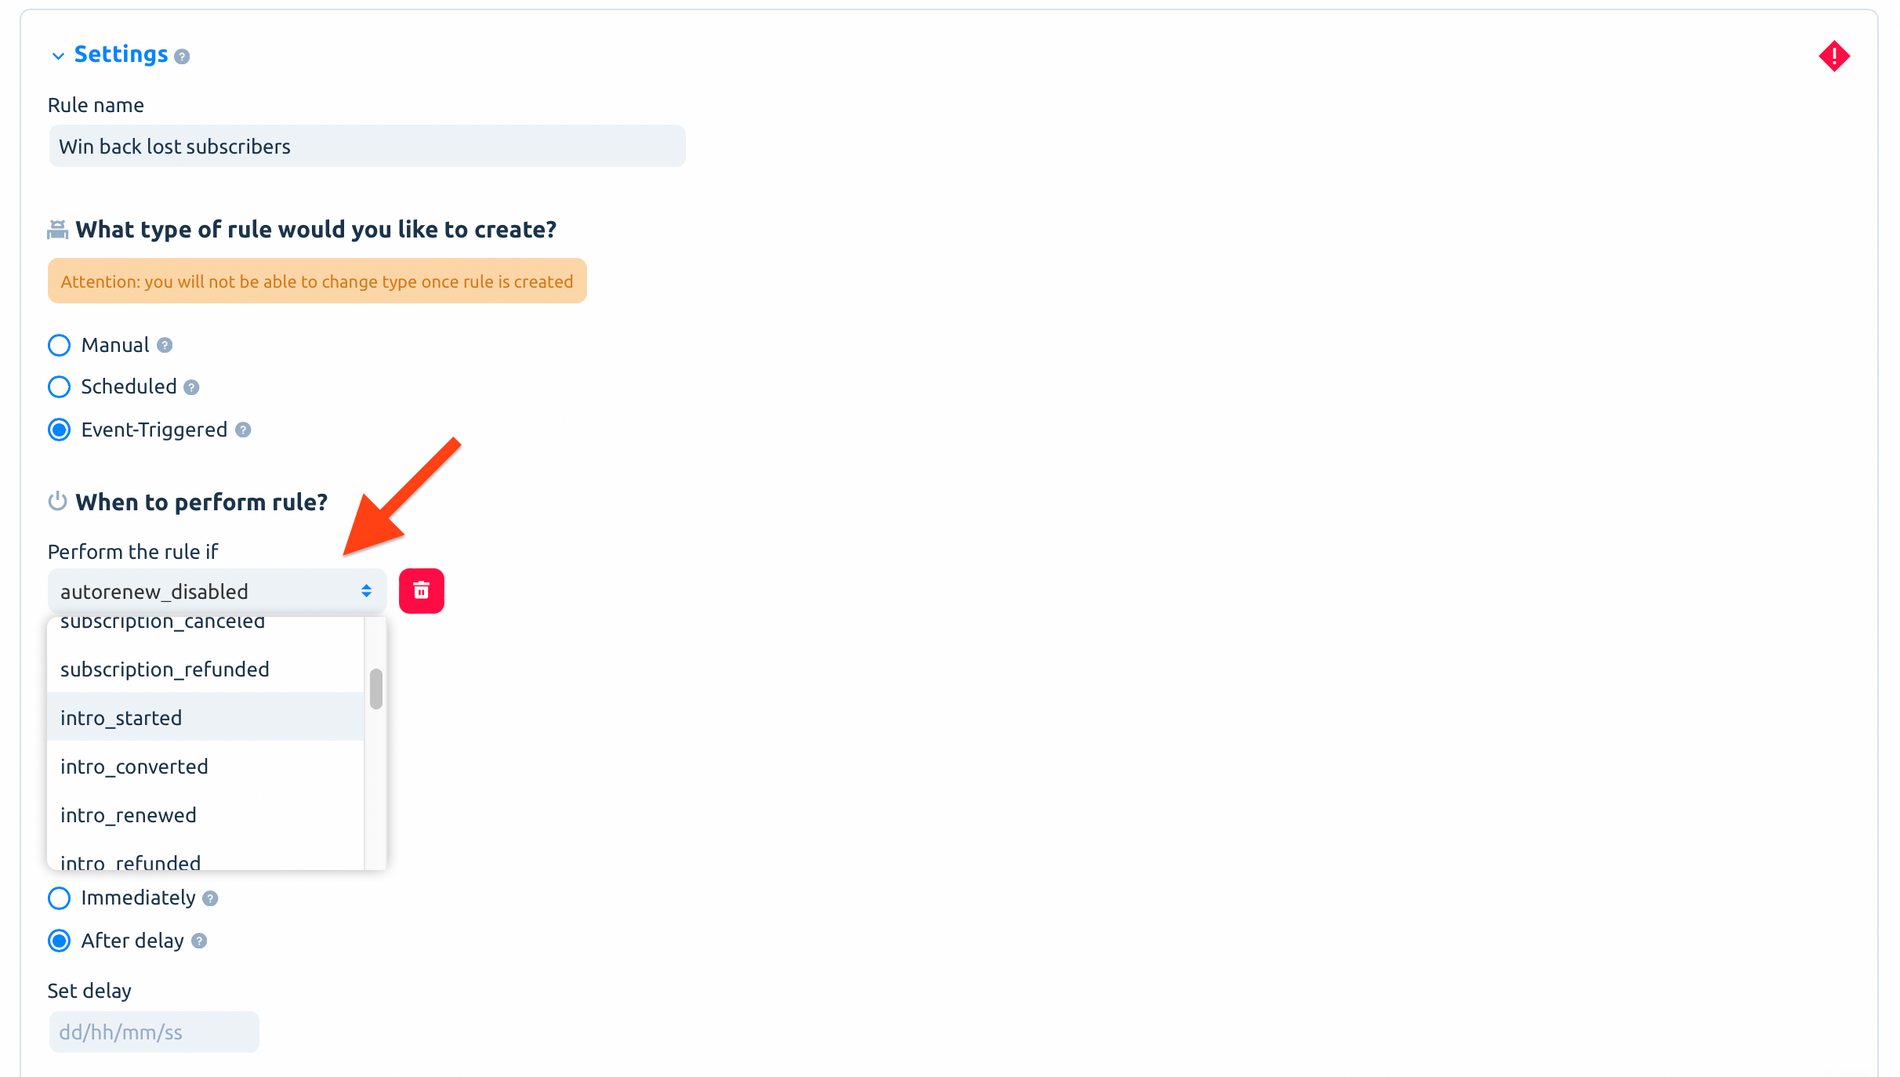 Settings
Rule name
Win back lost subscribers
What type of rule would you like to create?
Attention: you will not be able to change type once rule is created
Manual
Scheduled
Event-Triggered
When to perform rule?
Perform the rule if
autorenew_disabled
subscription_canceled
subscription_refunded
intro_started
intro_converted
intro_renewed
intro_refunded
Immediately
After delay
Set delay
dd/hh/mm/ss